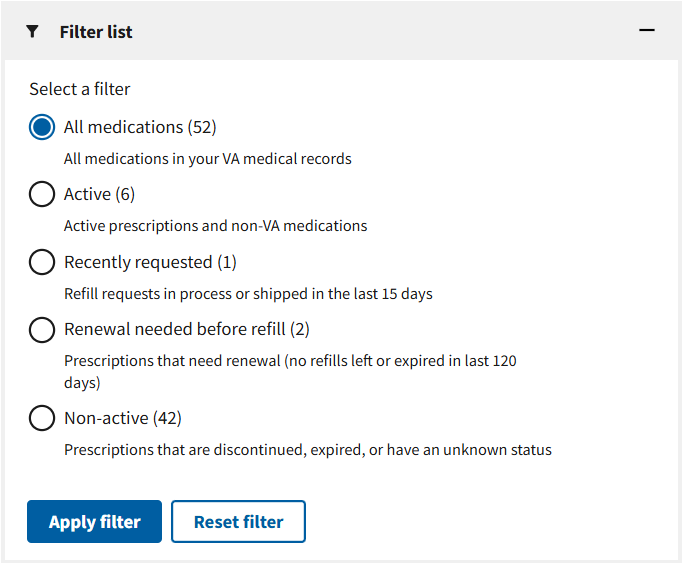 Filter list
Select a filter
All medications (52)
All medications in your VA medical records
Active (6)
Active prescriptions and non-VA medications
Recently requested (1)
Refill requests in process or shipped in the last 15 days
Renewal needed before refill (2)
Prescriptions that need renewal (no refills left or expired in last 120
days)
Non-active (42)
Prescriptions that are discontinued, expired, or have an unknown status
Apply filter
Reset filter